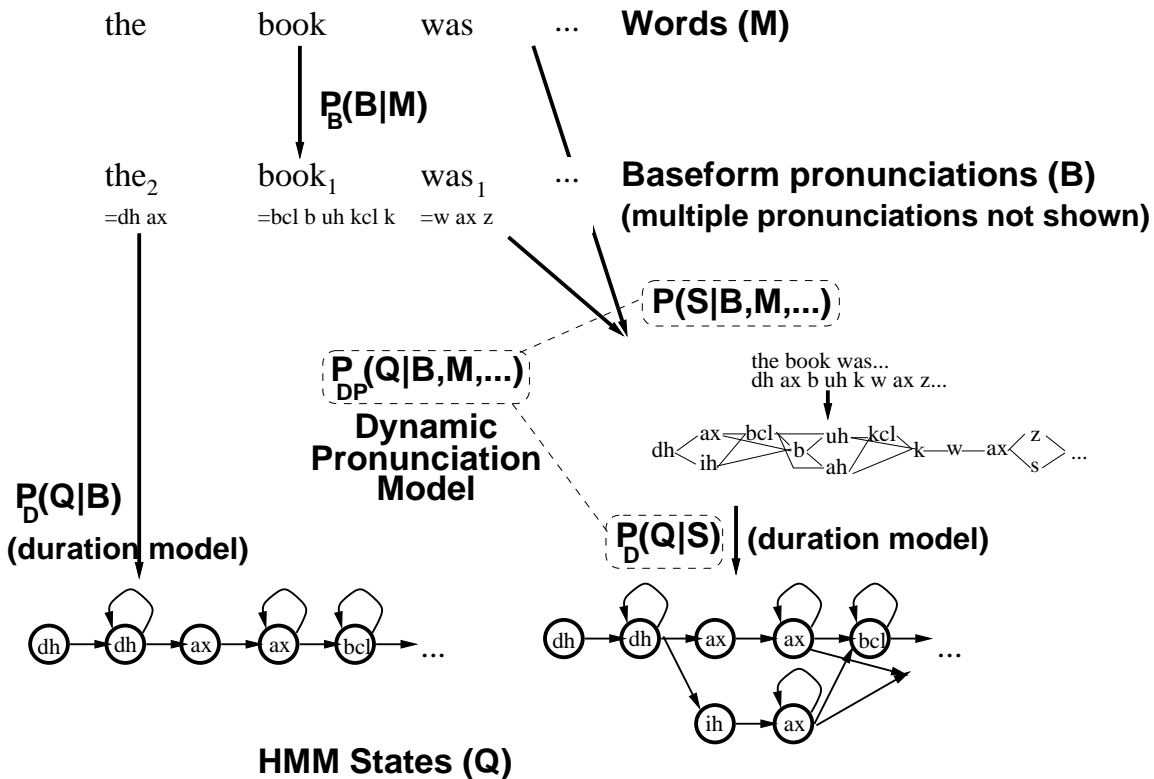 the book was ... Words (M)
P_B(B|M)
the_2 book_1 was_1 ... Baseform pronunciations (B)
=dh ax =bcl b uh kcl k =w ax z (multiple pronunciations not shown)
P(S|B,M,...)
P_DP(Q|B,M,...)
Dynamic
Pronunciation
Model
the book was...
dh ax b uh k w ax z...
dh ax ih bcl b uh ah kcl k w ax z s ...
P_D(Q|B)
(duration model)
P_D(Q|S) (duration model)
dh dh ax ax bcl ...
dh dh ax ax bcl ...
ih ax
HMM States (Q)